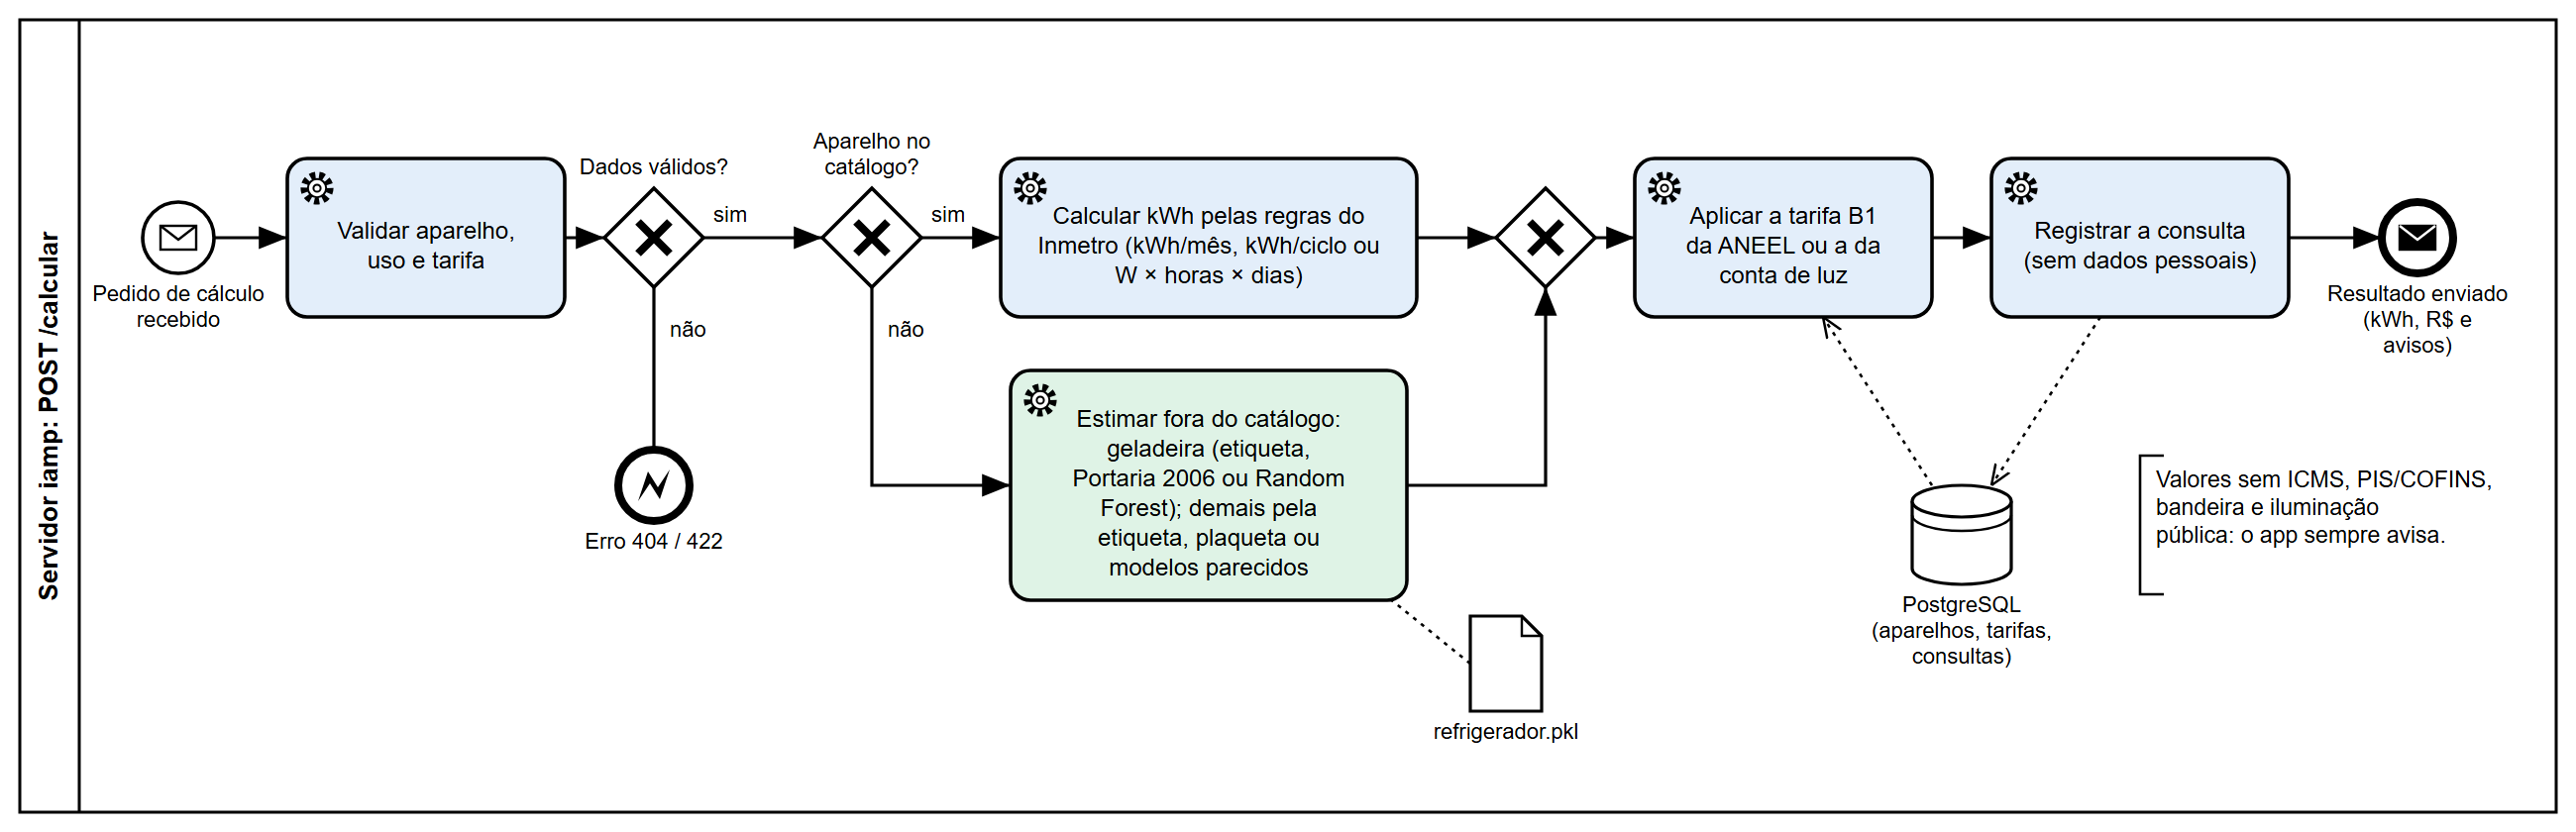 Servidor iamp: POST /calcular
Pedido de cálculo
recebido
Validar aparelho,
uso e tarifa
Dados válidos?
sim
não
Erro 404 / 422
Aparelho no
catálogo?
sim
não
Calcular kWh pelas regras do
Inmetro (kWh/mês, kWh/ciclo ou
W × horas × dias)
Estimar fora do catálogo:
geladeira (etiqueta,
Portaria 2006 ou Random
Forest); demais pela
etiqueta, plaqueta ou
modelos parecidos
refrigerador.pkl
Aplicar a tarifa B1
da ANEEL ou a da
conta de luz
Registrar a consulta
(sem dados pessoais)
Resultado enviado
(kWh, R$ e
avisos)
PostgreSQL
(aparelhos, tarifas,
consultas)
Valores sem ICMS, PIS/COFINS,
bandeira e iluminação
pública: o app sempre avisa.